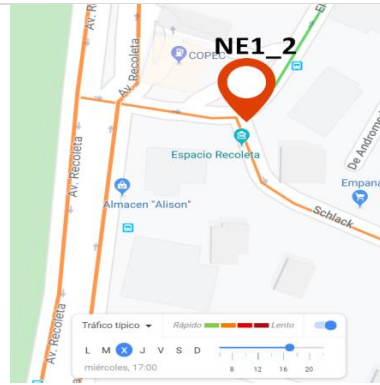 Av. R
El
COPEC
NE1_2
Av. Recoleta
Av. Recoleta
Espacio Recoleta
De Androme
Almacen "Alison"
Empana
Schlack
Av. Recoleta
Tráfico típico
Rápido
Lento
L M X J V S D
miércoles, 17:00
8 12 16 20